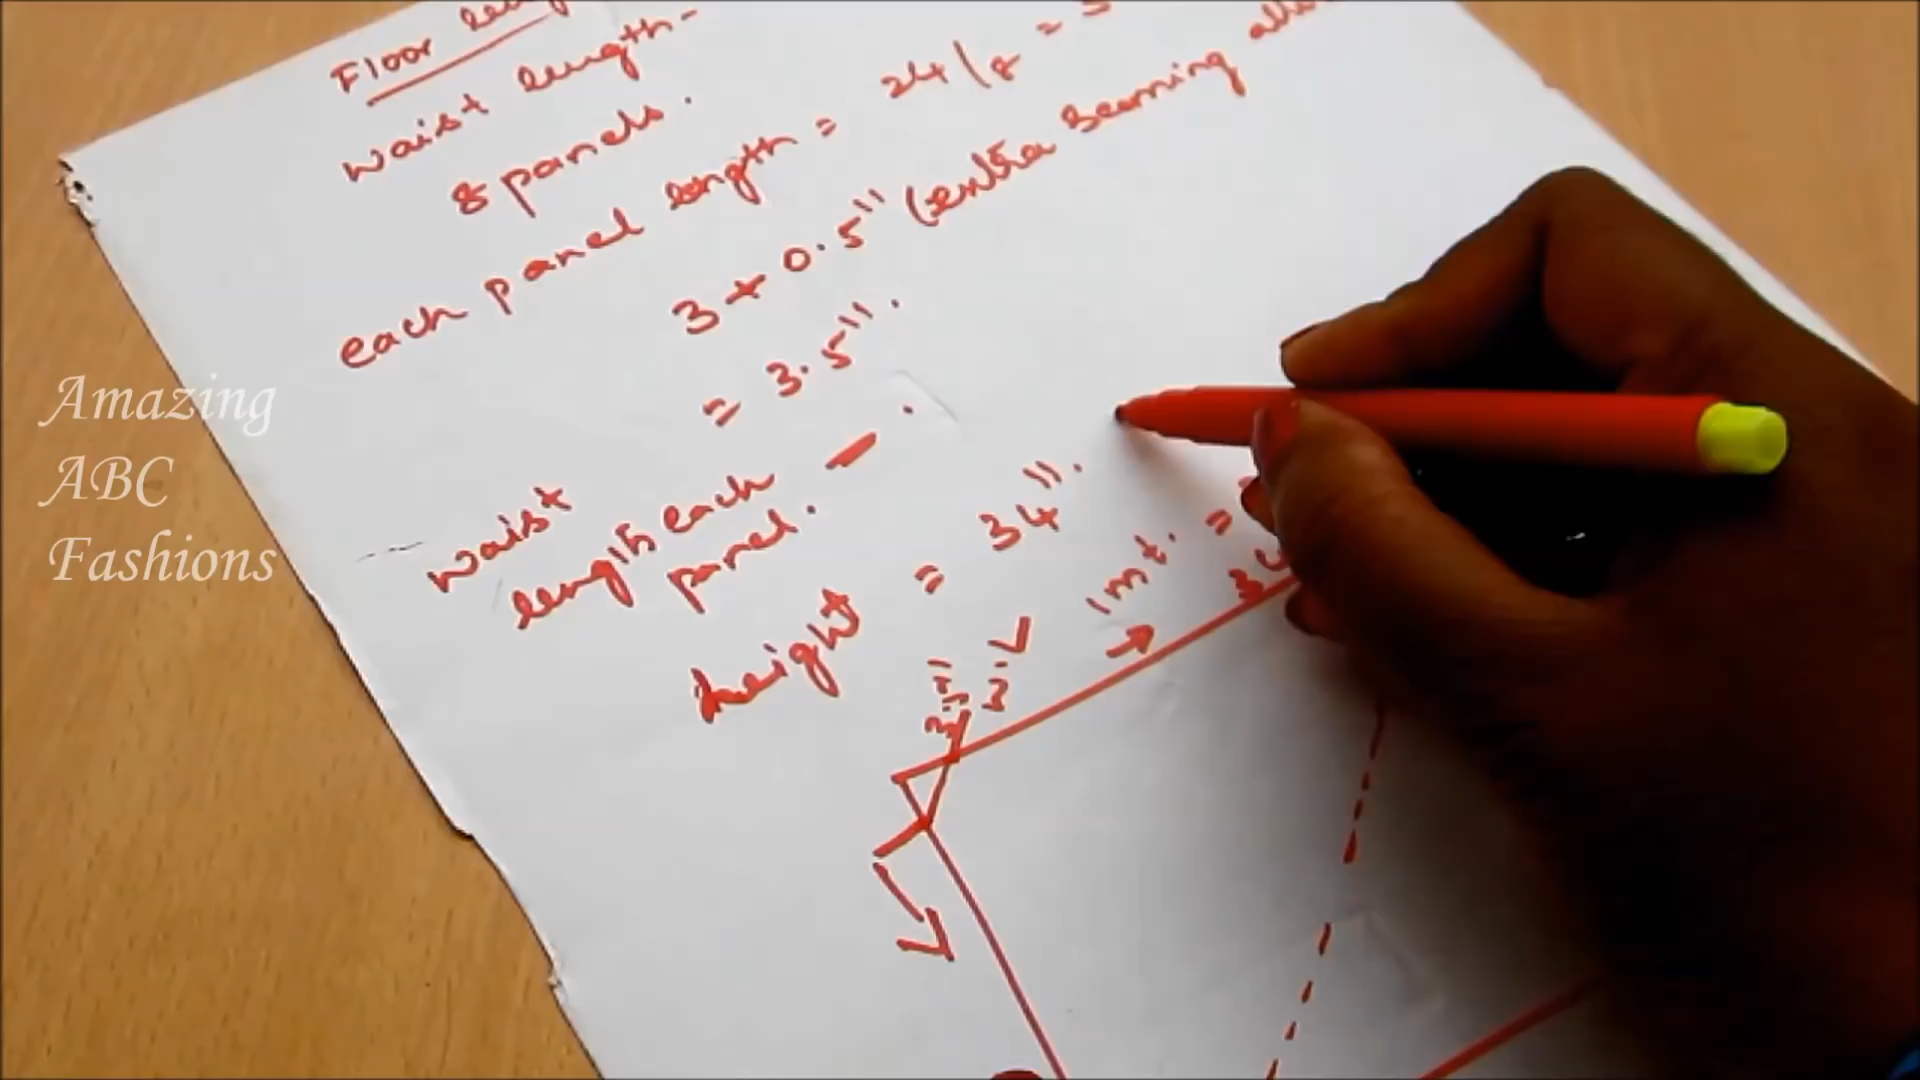 Floor
waist length-
8 panels.
each panel length = 24/8 =
3 + 0.5" (extra seaming
= 3.5".
waist
length each
panel.
height = 34".
1mt. =
3.5"
Amazing
ABC
Fashions